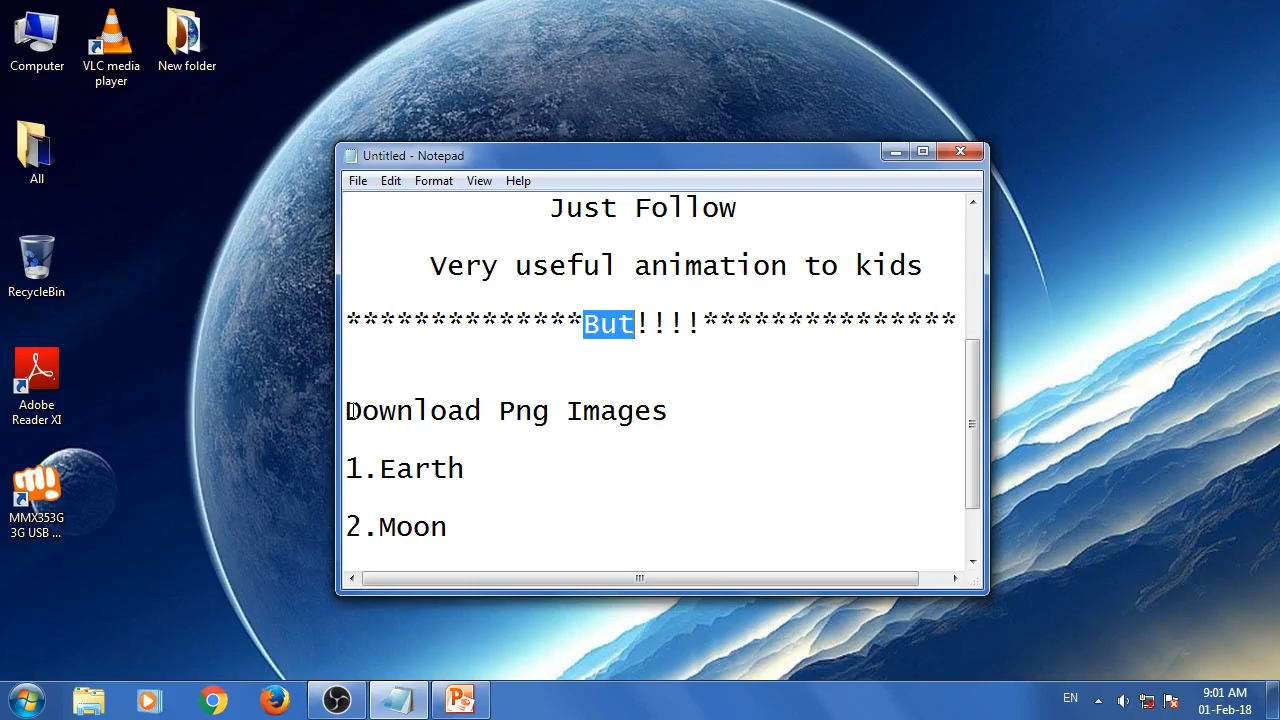 Computer
VLC media
player
New folder
All
RecycleBin
Adobe
Reader XI
MMX353G
3G USB ...
Untitled - Notepad
File Edit Format View Help
Just Follow
Very useful animation to kids
**************But!!!!***************
Download Png Images
1.Earth
2.Moon
EN
9:01 AM
01-Feb-18